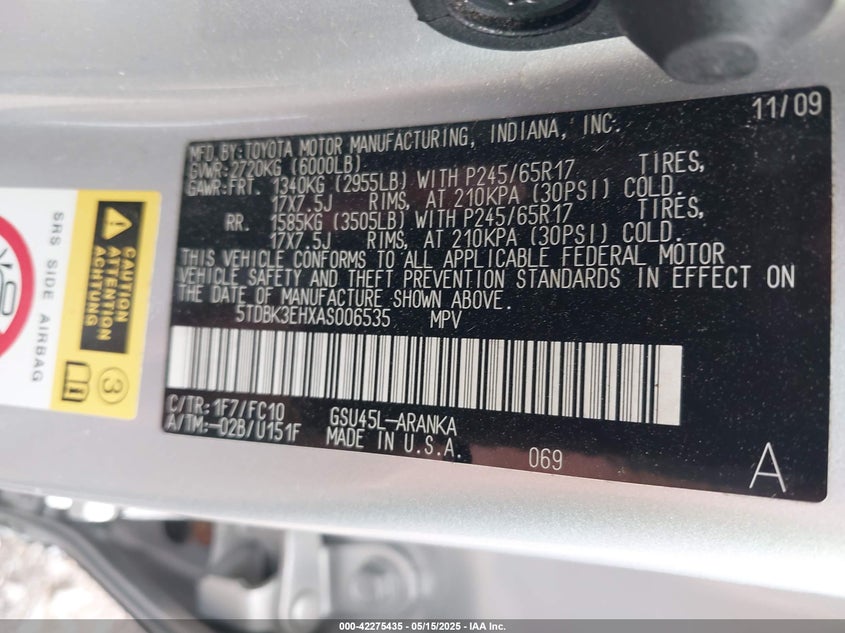 11/09
MFD.BY:TOYOTA MOTOR MANUFACTURING, INDIANA, INC.
GVWR:2720KG (6000LB)
GAWR:FRT. 1340KG (2955LB) WITH P245/65R17 TIRES,
17X7.5J RIMS, AT 210KPA (30PSI) COLD.
RR. 1585KG (3505LB) WITH P245/65R17 TIRES,
17X7.5J RIMS, AT 210KPA (30PSI) COLD.
THIS VEHICLE CONFORMS TO ALL APPLICABLE FEDERAL MOTOR
VEHICLE SAFETY AND THEFT PREVENTION STANDARDS IN EFFECT ON
THE DATE OF MANUFACTURE SHOWN ABOVE.
5TDBK3EHXAS006535 MPV
C/TR:1F7/FC10 GSU45L-ARANKA
A/TM:-02B/U151F MADE IN U.S.A.
069
A
SRS SIDE AIRBAG
CAUTION
ATTENTION
ACHTUNG
3
000-42275435 - 05/15/2025 - IAA Inc.